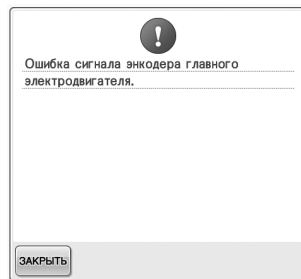 Ошибка сигнала энкодера главного
электродвигателя.
ЗАКРЫТЬ